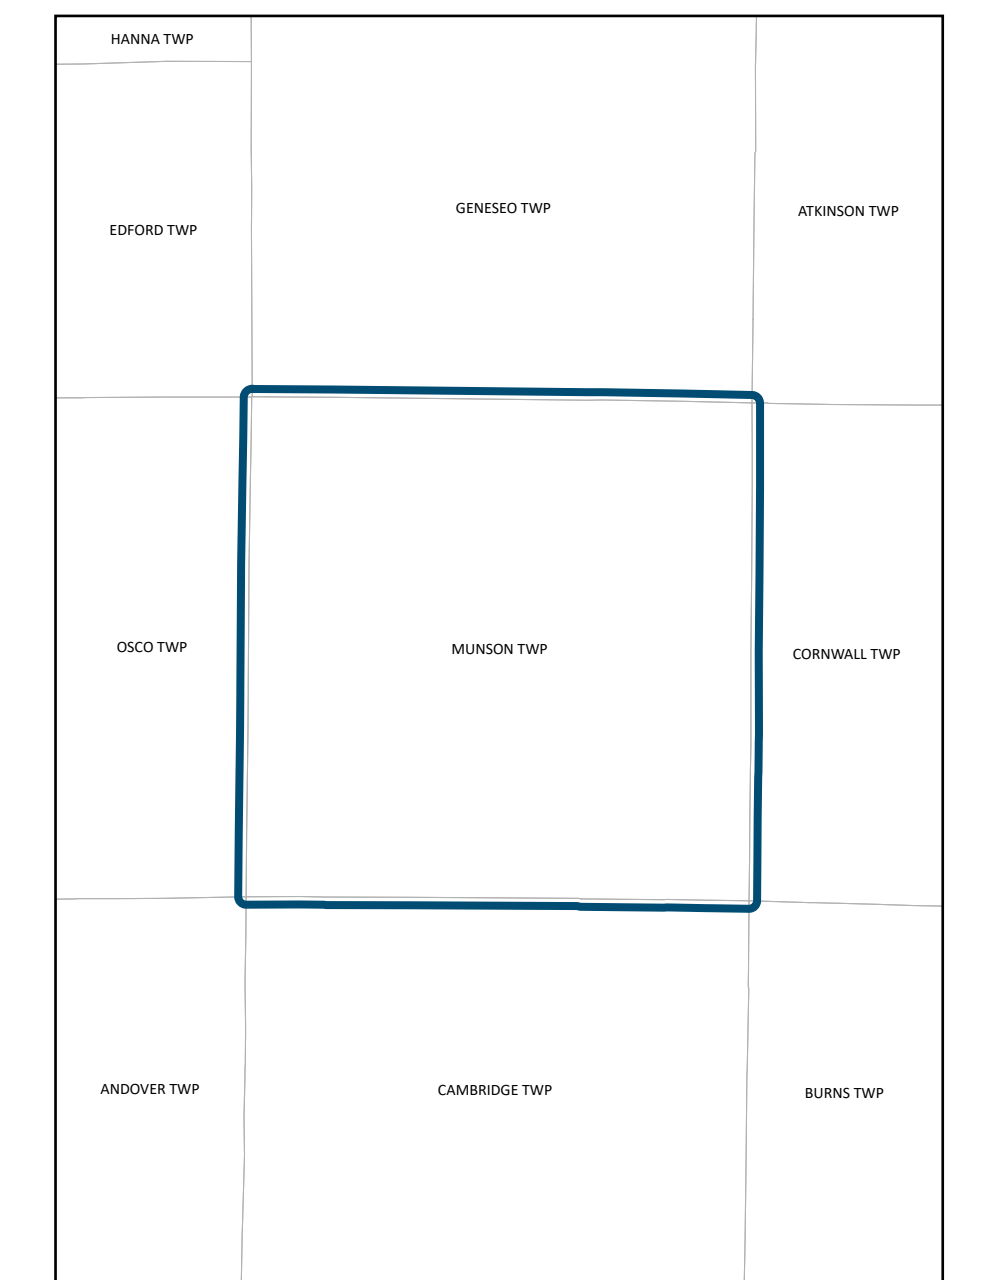 HANNA TWP
GENESEO TWP
ATKINSON TWP
EDFORD TWP
OSCO TWP
MUNSON TWP
CORNWALL TWP
ANDOVER TWP
CAMBRIDGE TWP
BURNS TWP